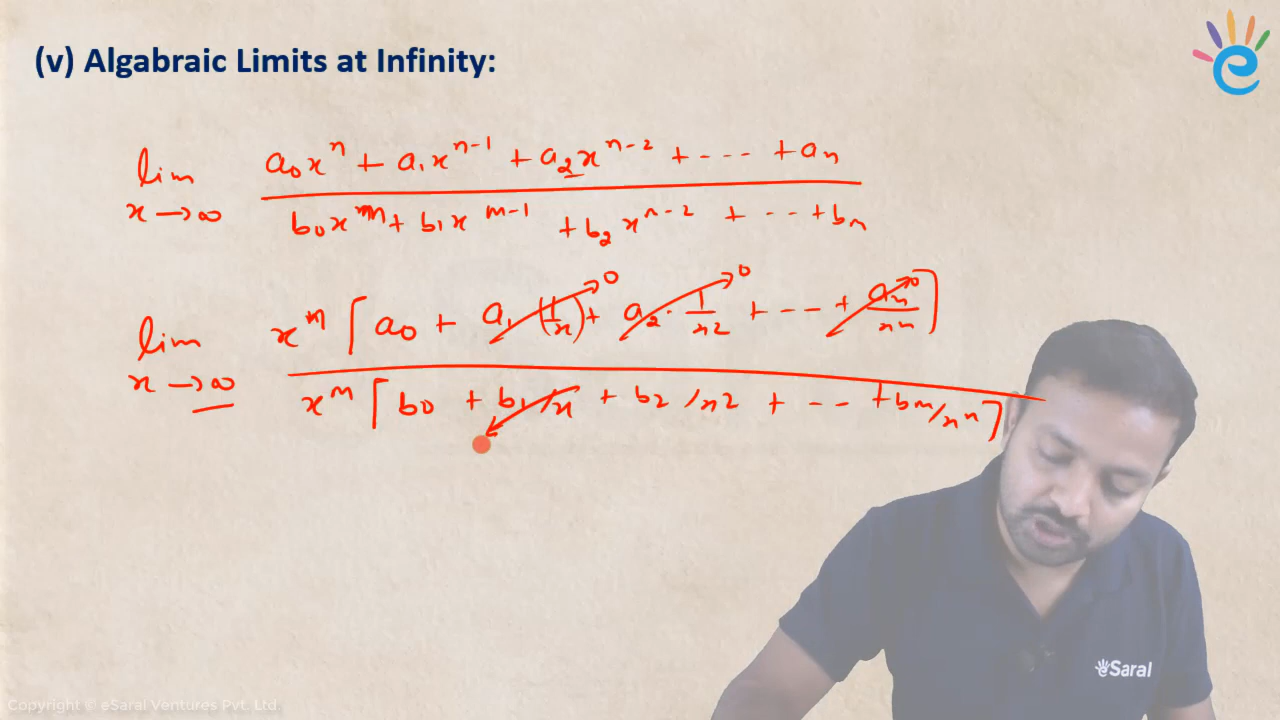 (v) Algabraic Limits at Infinity:
lim x→∞ (a₀xⁿ + a₁xⁿ⁻¹ + a₂xⁿ⁻² + ---- + aₙ) / (b₀xᵐ + b₁xᵐ⁻¹ + b₂xⁿ⁻² + ---- + bₙ)
lim x→∞ xⁿ[a₀ + a₁(1/x) + a₂·1/x² + --- + aₙ/xⁿ] / xᵐ[b₀ + b₁/x + b₂/x² + --- + bₘ/xⁿ]
0 0 0
eSaral
Copyright © eSaral Ventures Pvt. Ltd.